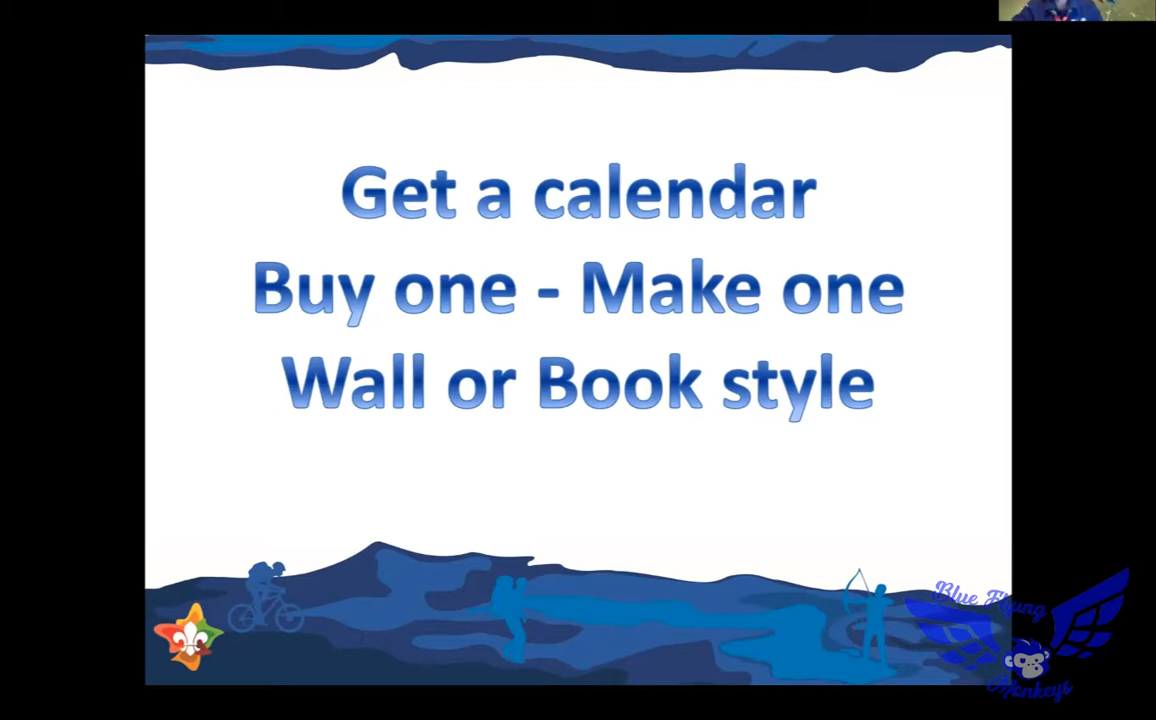 Get a calendar
Buy one - Make one
Wall or Book style
Blue Flying
Monkeys